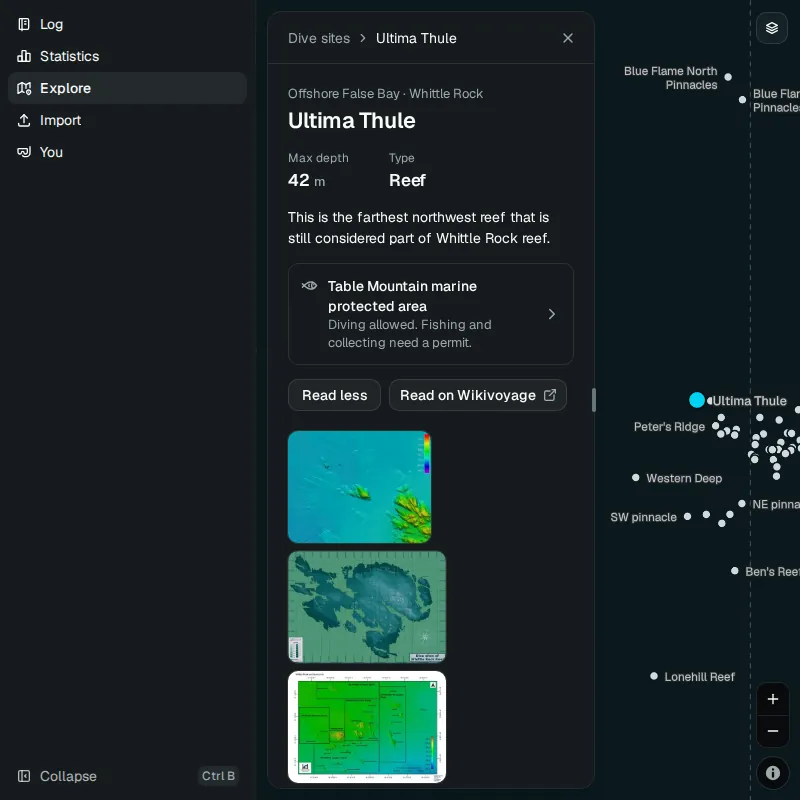 Log
Statistics
Explore
Import
You
Collapse
Ctrl B
Dive sites > Ultima Thule
Offshore False Bay · Whittle Rock
Ultima Thule
Max depth
Type
42 m
Reef
This is the farthest northwest reef that is
still considered part of Whittle Rock reef.
Table Mountain marine
protected area
Diving allowed. Fishing and
collecting need a permit.
Read less
Read on Wikivoyage
Blue Flame North
Pinnacles
Blue Flam
Pinnacles
Ultima Thule
Peter's Ridge
Western Deep
NE pinna
SW pinnacle
Ben's Reef
Lonehill Reef